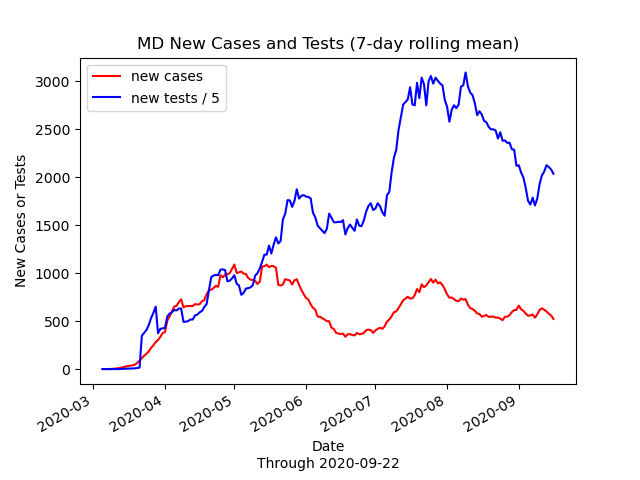 MD New Cases and Tests (7-day rolling mean)
new cases
new tests / 5
New Cases or Tests
3000
2500
2000
1500
1000
500
0
2020-03
2020-04
2020-05
2020-06
2020-07
2020-08
2020-09
Date
Through 2020-09-22